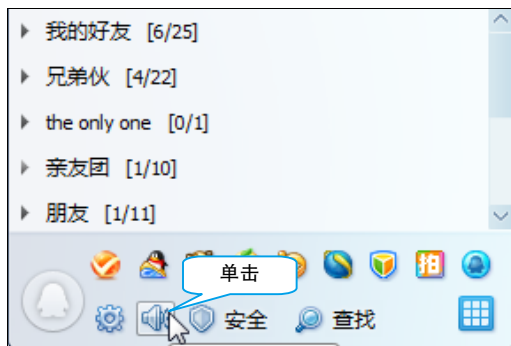 我的好友 [6/25]
兄弟伙 [4/22]
the only one [0/1]
亲友团 [1/10]
朋友 [1/11]
单击
招
安全 查找